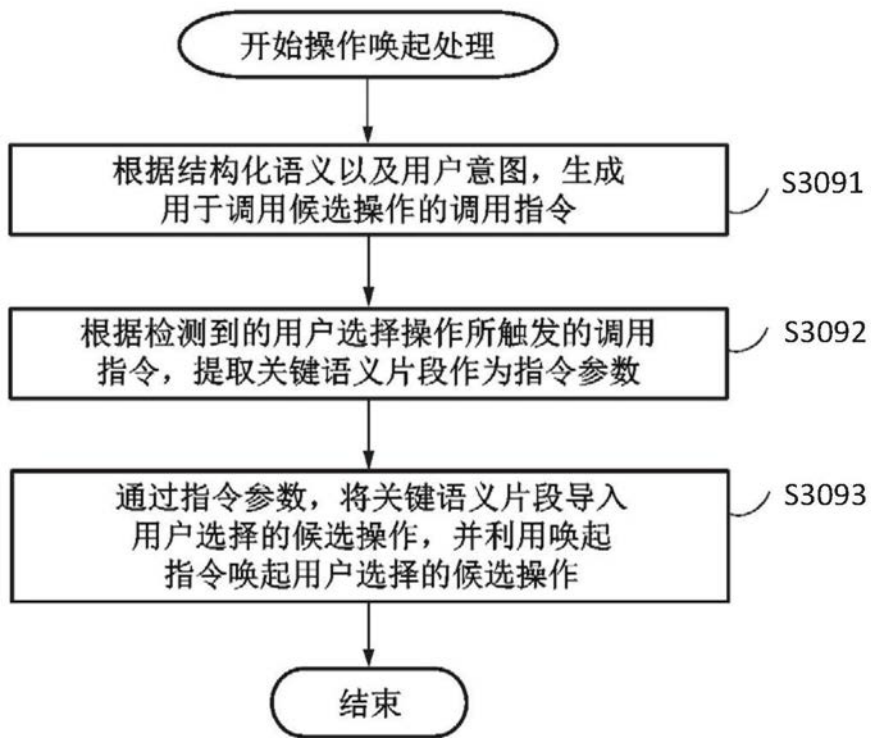 开始操作唤起处理
根据结构化语义以及用户意图，生成
用于调用候选操作的调用指令
S3091
根据检测到的用户选择操作所触发的调用
指令，提取关键语义片段作为指令参数
S3092
通过指令参数，将关键语义片段导入
用户选择的候选操作，并利用唤起
指令唤起用户选择的候选操作
S3093
结束